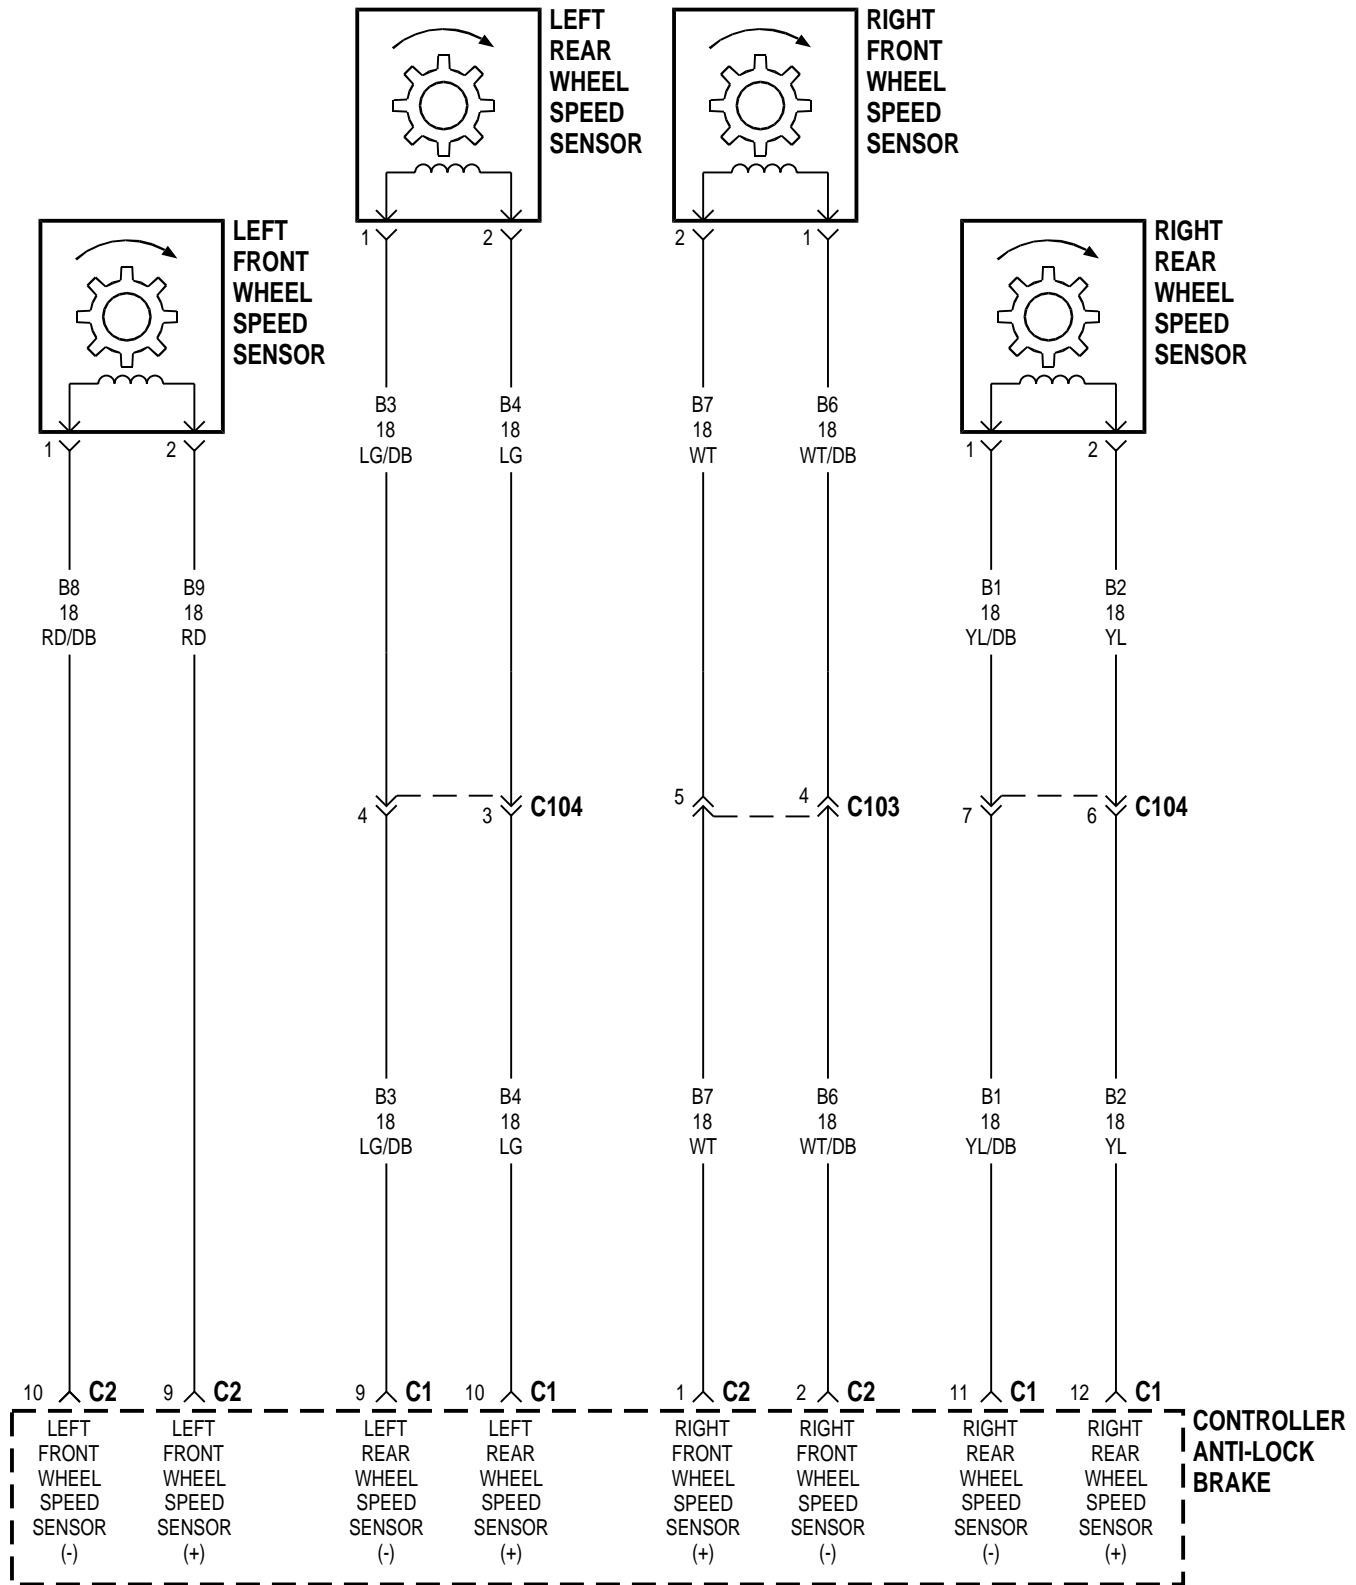 LEFT
REAR
WHEEL
SPEED
SENSOR
RIGHT
FRONT
WHEEL
SPEED
SENSOR
LEFT
FRONT
WHEEL
SPEED
SENSOR
RIGHT
REAR
WHEEL
SPEED
SENSOR
1 2 2 1
1 2 1 2
B3 B4 B7 B6
18 18 18 18
LG/DB LG WT WT/DB
B8 B9 B1 B2
18 18 18 18
RD/DB RD YL/DB YL
4 3 C104
5 4 C103
7 6 C104
B3 B4 B7 B6 B1 B2
18 18 18 18 18 18
LG/DB LG WT WT/DB YL/DB YL
10 C2 9 C2 9 C1 10 C1 1 C2 2 C2 11 C1 12 C1
LEFT
FRONT
WHEEL
SPEED
SENSOR
(-)
LEFT
FRONT
WHEEL
SPEED
SENSOR
(+)
LEFT
REAR
WHEEL
SPEED
SENSOR
(-)
LEFT
REAR
WHEEL
SPEED
SENSOR
(+)
RIGHT
FRONT
WHEEL
SPEED
SENSOR
(+)
RIGHT
FRONT
WHEEL
SPEED
SENSOR
(-)
RIGHT
REAR
WHEEL
SPEED
SENSOR
(-)
RIGHT
REAR
WHEEL
SPEED
SENSOR
(+)
CONTROLLER
ANTI-LOCK
BRAKE